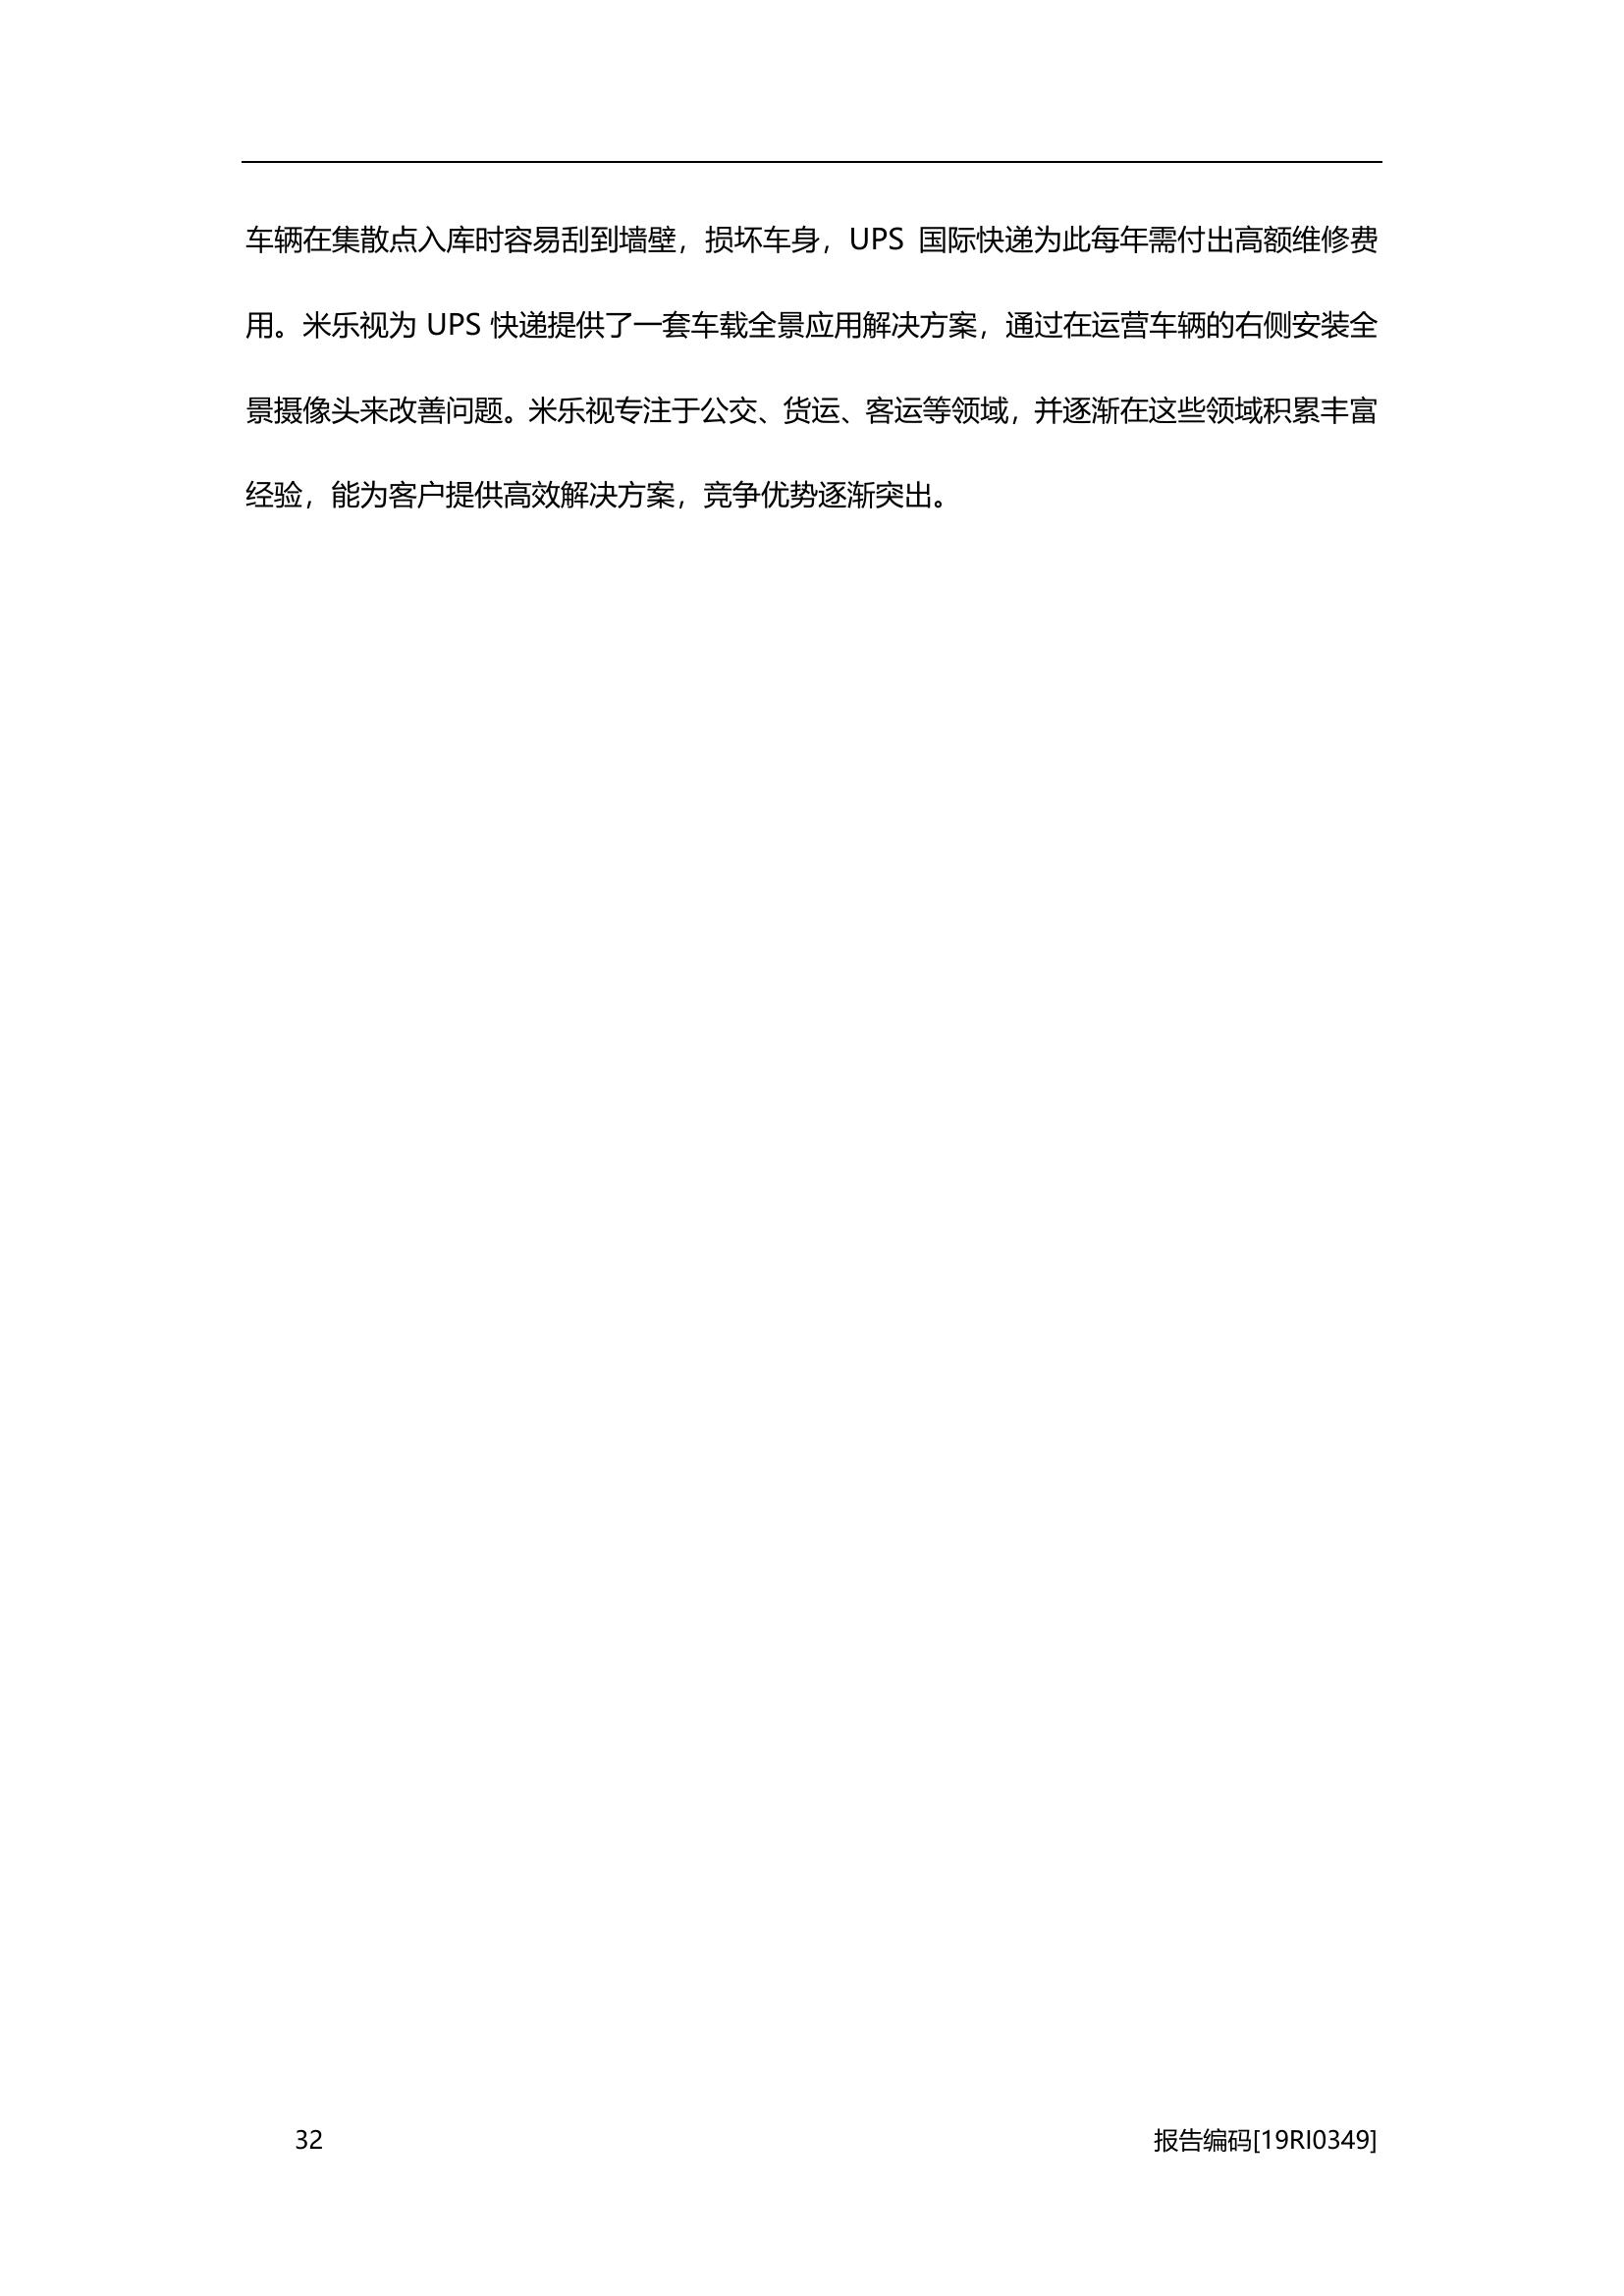 车辆在集散点入库时容易刮到墙壁，损坏车身，UPS 国际快递为此每年需付出高额维修费
用。米乐视为 UPS 快递提供了一套车载全景应用解决方案，通过在运营车辆的右侧安装全
景摄像头来改善问题。米乐视专注于公交、货运、客运等领域，并逐渐在这些领域积累丰富
经验，能为客户提供高效解决方案，竞争优势逐渐突出。
32 报告编码[19RI0349]